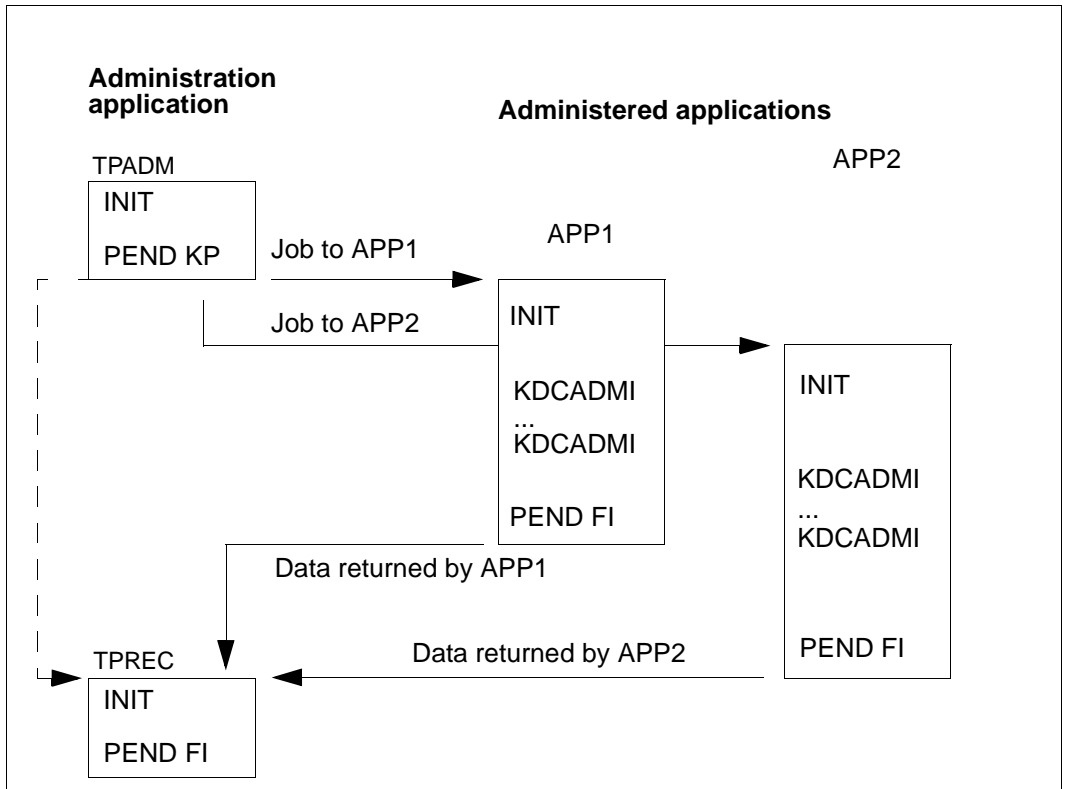 Administration
application
Administered applications
APP2
TPADM
INIT
PEND KP
Job to APP1
APP1
Job to APP2
INIT
KDCADMI
...
KDCADMI
PEND FI
INIT
KDCADMI
...
KDCADMI
PEND FI
Data returned by APP1
Data returned by APP2
TPREC
INIT
PEND FI